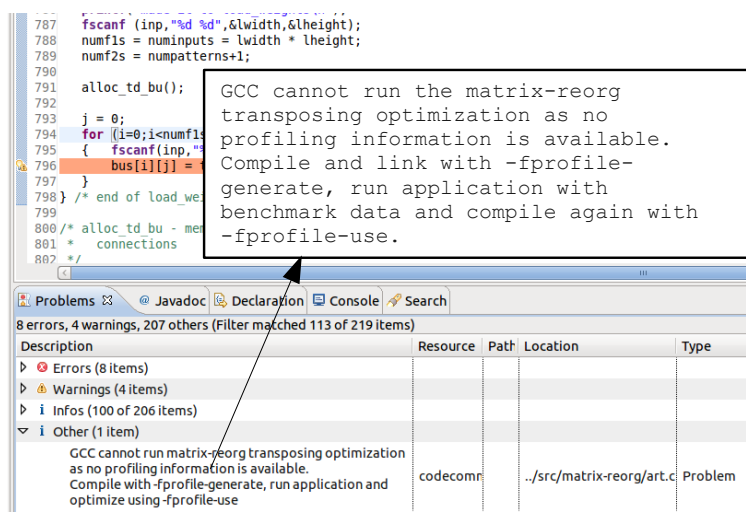 787 fscanf (inp,"%d %d",&lwidth,&lheight);
788 numf1s = numinputs = lwidth * lheight;
789 numf2s = numpatterns+1;
790
791 alloc_td_bu();
792
793 j = 0;
794 for (i=0;i<numf1s
795 { fscanf(inp,"%
796 bus[i][j] =
797 }
798 } /* end of load_wei
799
800 /* alloc_td_bu - mem
801 * connections
802 */
GCC cannot run the matrix-reorg
transposing optimization as no
profiling information is available.
Compile and link with -fprofile-
generate, run application with
benchmark data and compile again with
-fprofile-use.
Problems @ Javadoc Declaration Console Search
8 errors, 4 warnings, 207 others (Filter matched 113 of 219 items)
Description Resource Path Location Type
Errors (8 items)
Warnings (4 items)
i Infos (100 of 206 items)
i Other (1 item)
GCC cannot run matrix-reorg transposing optimization
as no profiling information is available.
Compile with -fprofile-generate, run application and
optimize using -fprofile-use
codecomm ../src/matrix-reorg/art.c Problem